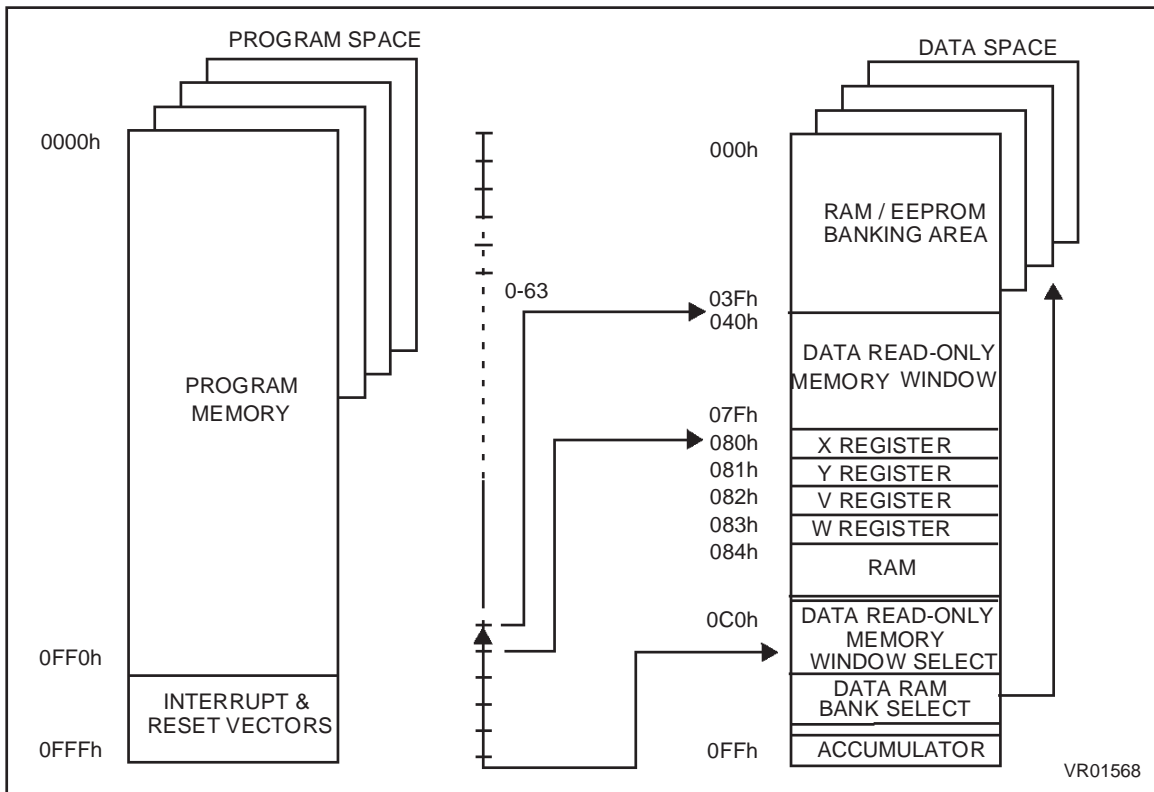 PROGRAM SPACE
0000h
PROGRAM
MEMORY
0FF0h
INTERRUPT &
RESET VECTORS
0FFFh
0-63
DATA SPACE
000h
RAM / EEPROM
BANKING AREA
03Fh
040h
DATA READ-ONLY
MEMORY WINDOW
07Fh
080h
X REGISTER
081h
Y REGISTER
082h
V REGISTER
083h
W REGISTER
084h
RAM
0C0h
DATA READ-ONLY
MEMORY
WINDOW SELECT
DATA RAM
BANK SELECT
0FFh
ACCUMULATOR
VR01568